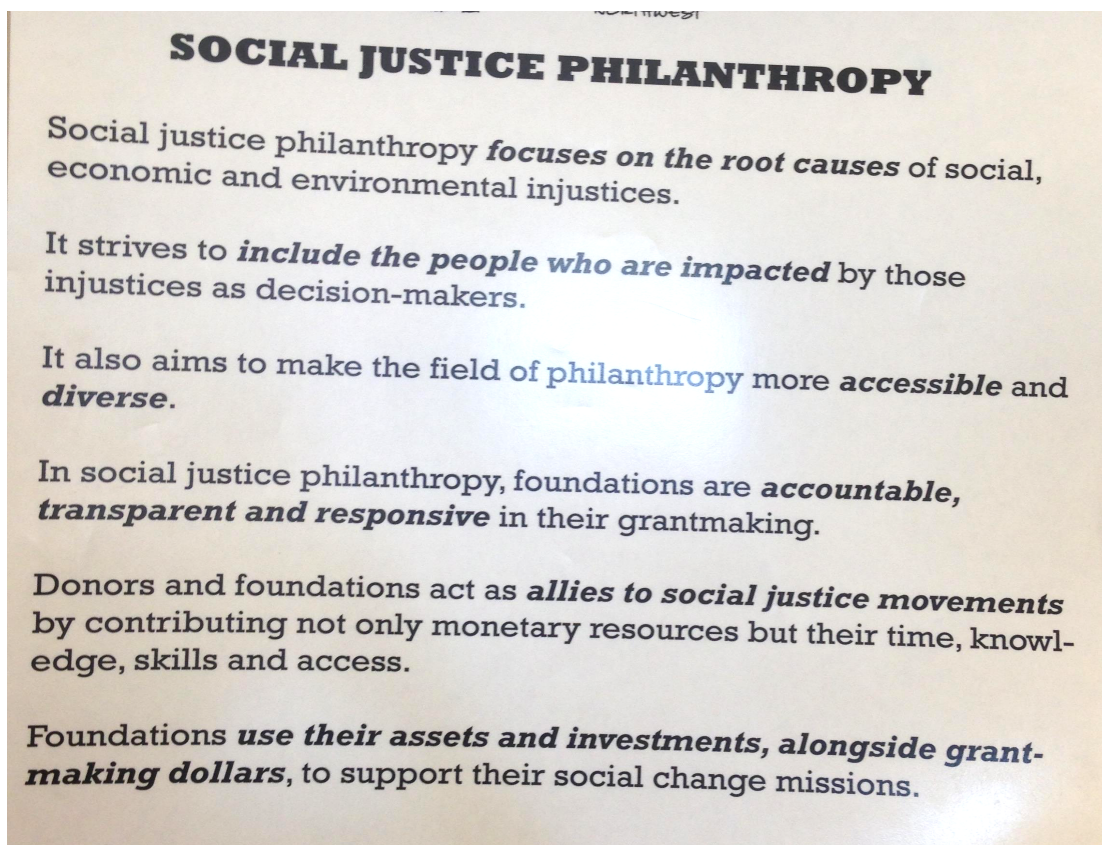 NORTHWEST
SOCIAL JUSTICE PHILANTHROPY
Social justice philanthropy focuses on the root causes of social,
economic and environmental injustices.
It strives to include the people who are impacted by those
injustices as decision-makers.
It also aims to make the field of philanthropy more accessible and
diverse.
In social justice philanthropy, foundations are accountable,
transparent and responsive in their grantmaking.
Donors and foundations act as allies to social justice movements
by contributing not only monetary resources but their time, knowl-
edge, skills and access.
Foundations use their assets and investments, alongside grant-
making dollars, to support their social change missions.